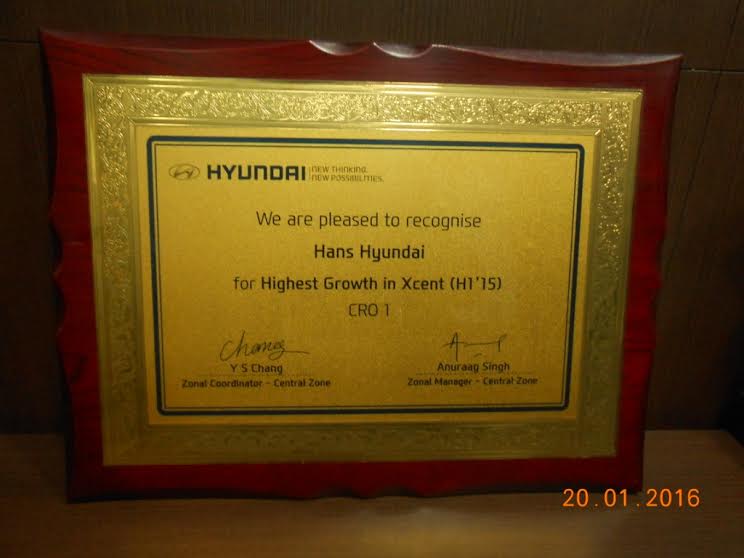 HYUNDAI NEW THINKING.
NEW POSSIBILITIES.
We are pleased to recognise
Hans Hyundai
for Highest Growth in Xcent (H1'15)
CRO 1
Y S Chang
Zonal Coordinator - Central Zone
Anuraag Singh
Zonal Manager - Central Zone
20.01.2016